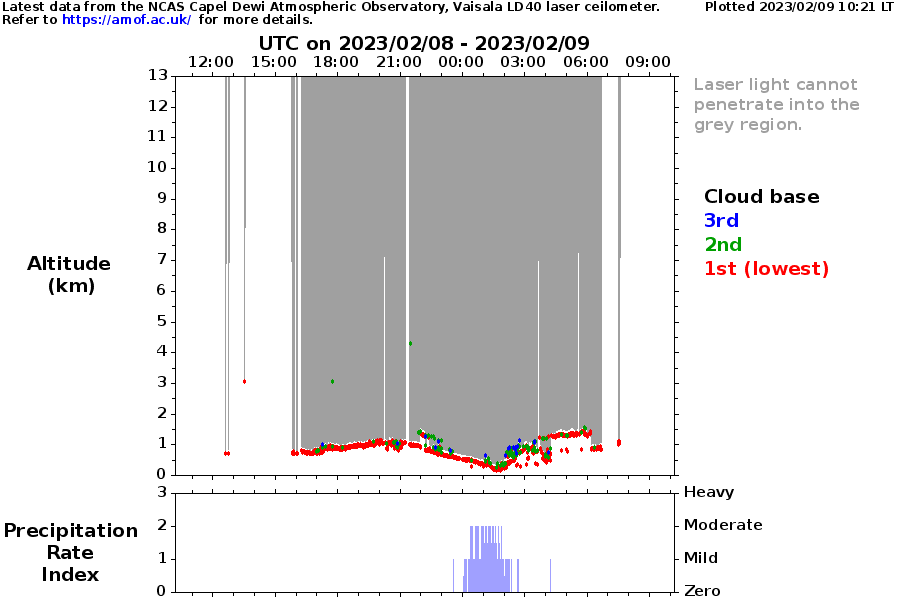 Latest data from the NCAS Capel Dewi Atmospheric Observatory, Vaisala LD40 laser ceilometer.
Plotted 2023/02/09 10:21 LT
Refer to https://amof.ac.uk/ for more details.
UTC on 2023/02/08 - 2023/02/09
12:00 15:00 18:00 21:00 00:00 03:00 06:00 09:00
13
12
11
10
9
8
7
6
5
4
3
2
1
0
Altitude
(km)
Laser light cannot
penetrate into the
grey region.
Cloud base
3rd
2nd
1st (lowest)
3
2
1
0
Precipitation
Rate
Index
Heavy
Moderate
Mild
Zero